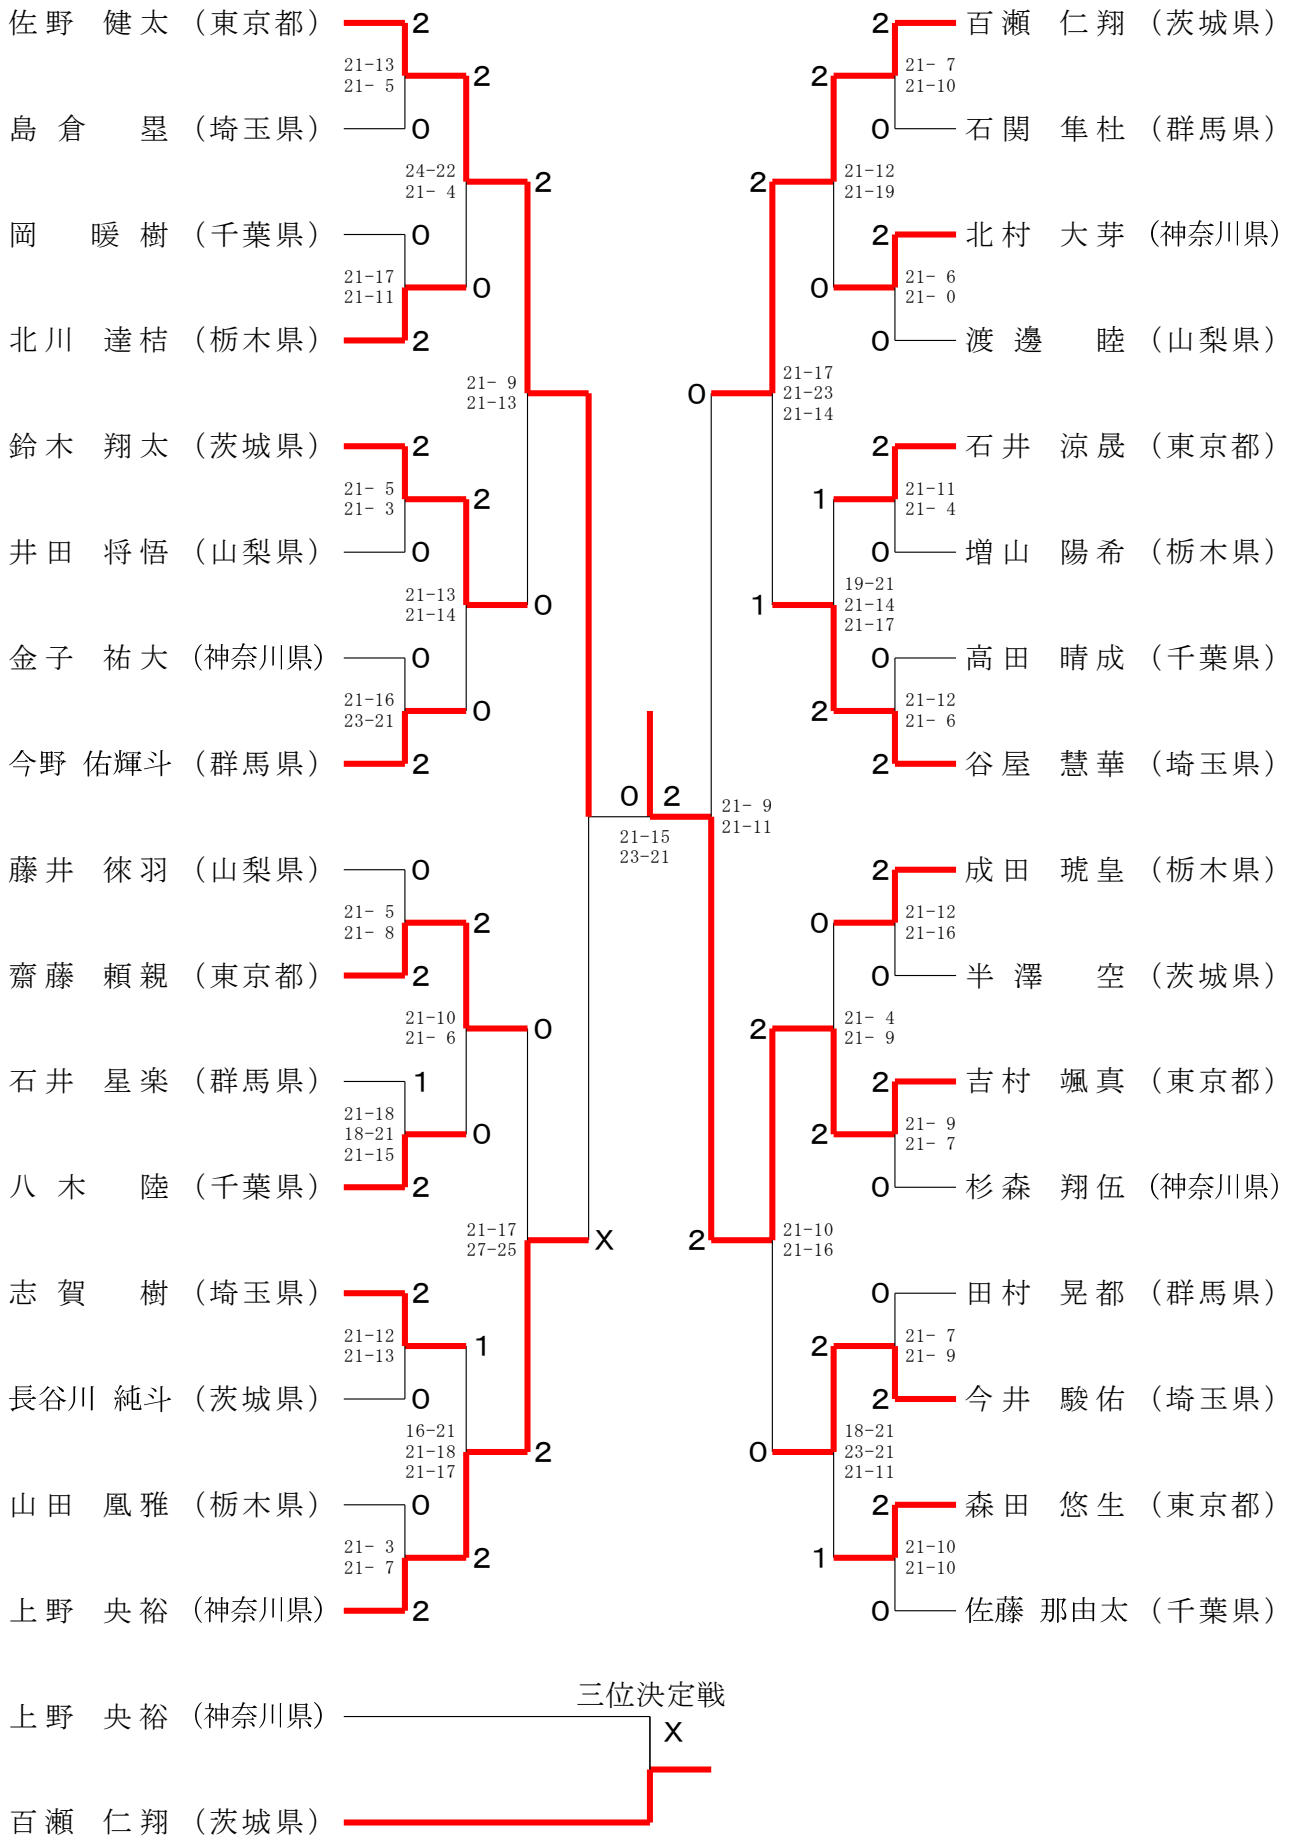 佐野 健太 (東京都) 2
21-13
21- 5
2
島倉 塁 (埼玉県) 0
24-22
21- 4
2
岡 暖樹 (千葉県) 0
21-17
21-11
0
北川 達桔 (栃木県) 2
21- 9
21-13
鈴木 翔太 (茨城県) 2
21- 5
21- 3
2
井田 将悟 (山梨県) 0
21-13
21-14
0
金子 祐大 (神奈川県) 0
21-16
23-21
0
今野 佑輝斗 (群馬県) 2
0 2
21-15
23-21
藤井 徠羽 (山梨県) 0
21- 5
21- 8
2
齋藤 頼親 (東京都) 2
21-10
21- 6
0
石井 星楽 (群馬県) 1
21-18
18-21
21-15
0
八木 陸 (千葉県) 2
21-17
27-25
X
志賀 樹 (埼玉県) 2
21-12
21-13
1
長谷川 純斗 (茨城県) 0
16-21
21-18
21-17
2
山田 凰雅 (栃木県) 0
21- 3
21- 7
2
上野 央裕 (神奈川県) 2
2 百瀬 仁翔 (茨城県)
2
21- 7
21-10
0 石関 隼杜 (群馬県)
2
21-12
21-19
2 北村 大芽 (神奈川県)
0
21- 6
21- 0
0 渡邊 睦 (山梨県)
0
21-17
21-23
21-14
2 石井 涼晟 (東京都)
1
21-11
21- 4
0 増山 陽希 (栃木県)
1
19-21
21-14
21-17
0 高田 晴成 (千葉県)
2
21-12
21- 6
2 谷屋 慧華 (埼玉県)
21- 9
21-11
2 成田 琥皇 (栃木県)
0
21-12
21-16
0 半澤 空 (茨城県)
2
21- 4
21- 9
2 吉村 颯真 (東京都)
2
21- 9
21- 7
0 杉森 翔伍 (神奈川県)
2
21-10
21-16
0 田村 晃都 (群馬県)
2
21- 7
21- 9
2 今井 駿佑 (埼玉県)
0
18-21
23-21
21-11
2 森田 悠生 (東京都)
1
21-10
21-10
0 佐藤 那由太 (千葉県)
三位決定戦
上野 央裕 (神奈川県)
X
百瀬 仁翔 (茨城県)